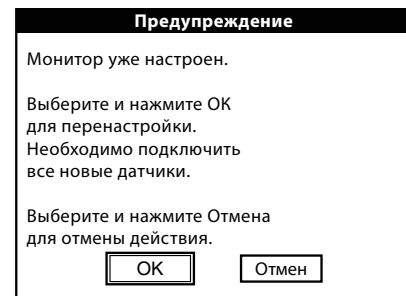 Предупреждение
Монитор уже настроен.
Выберите и нажмите ОК
для перенастройки.
Необходимо подключить
все новые датчики.
Выберите и нажмите Отмена
для отмены действия.
ОК Отмен